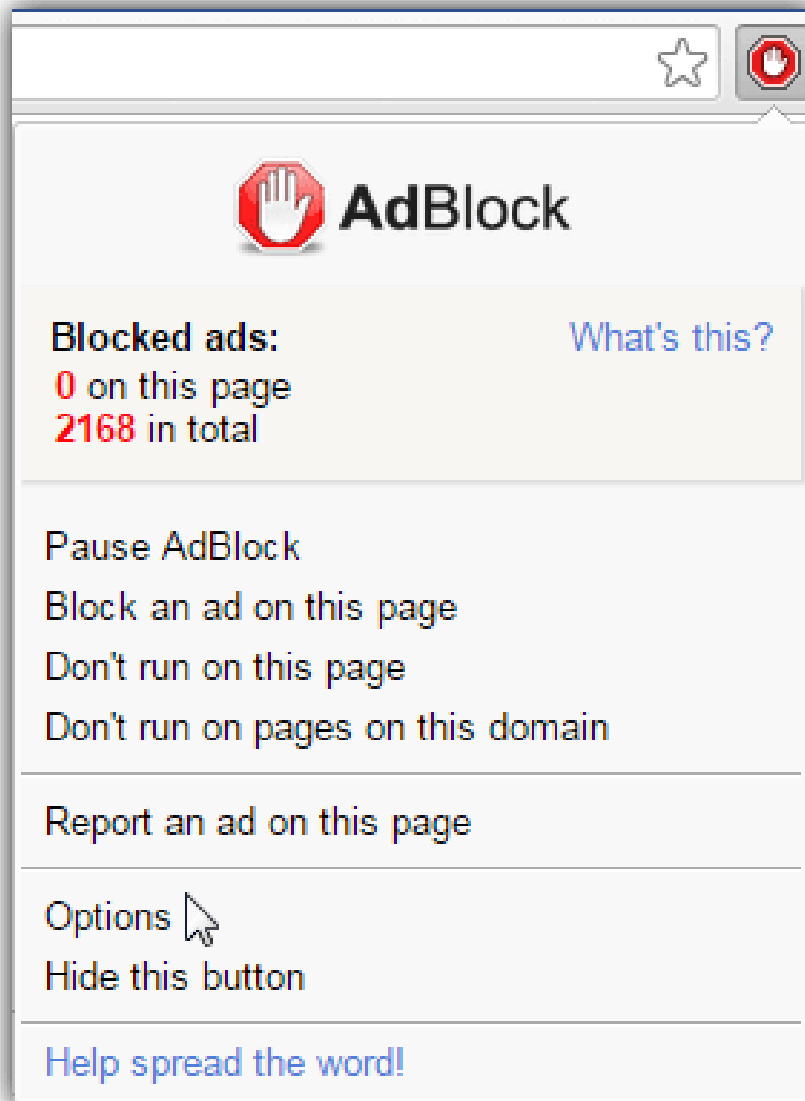 AdBlock
Blocked ads:
What's this?
0 on this page
2168 in total
Pause AdBlock
Block an ad on this page
Don't run on this page
Don't run on pages on this domain
Report an ad on this page
Options
Hide this button
Help spread the word!